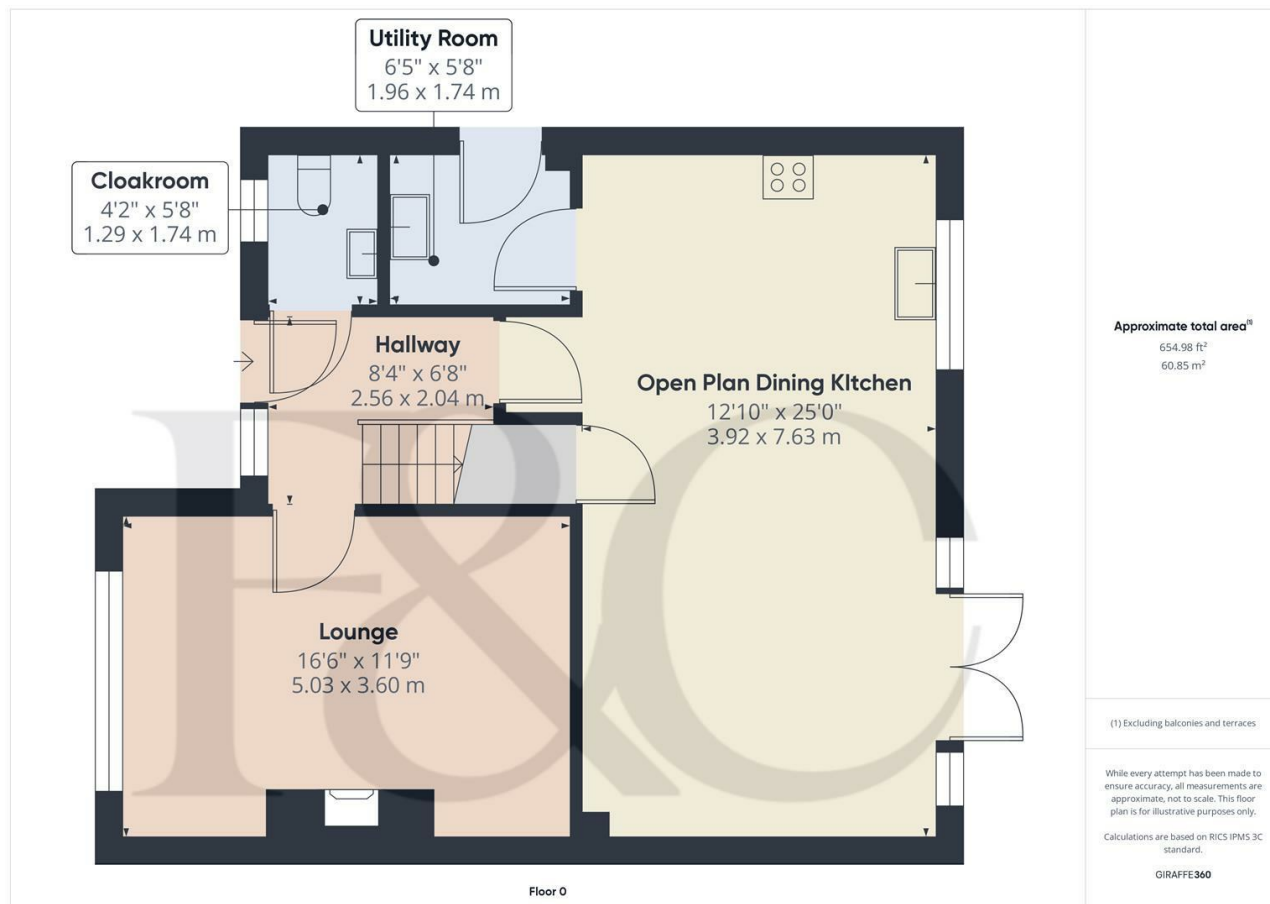 Utility Room
6'5" x 5'8"
1.96 x 1.74 m
Cloakroom
4'2" x 5'8"
1.29 x 1.74 m
Hallway
8'4" x 6'8"
2.56 x 2.04 m
Open Plan Dining KItchen
12'10" x 25'0"
3.92 x 7.63 m
Lounge
16'6" x 11'9"
5.03 x 3.60 m
F&C
Floor 0
Approximate total area(1)
654.98 ft²
60.85 m²
(1) Excluding balconies and terraces
While every attempt has been made to
ensure accuracy, all measurements are
approximate, not to scale. This floor
plan is for illustrative purposes only.
Calculations are based on RICS IPMS 3C
standard.
GIRAFFE360